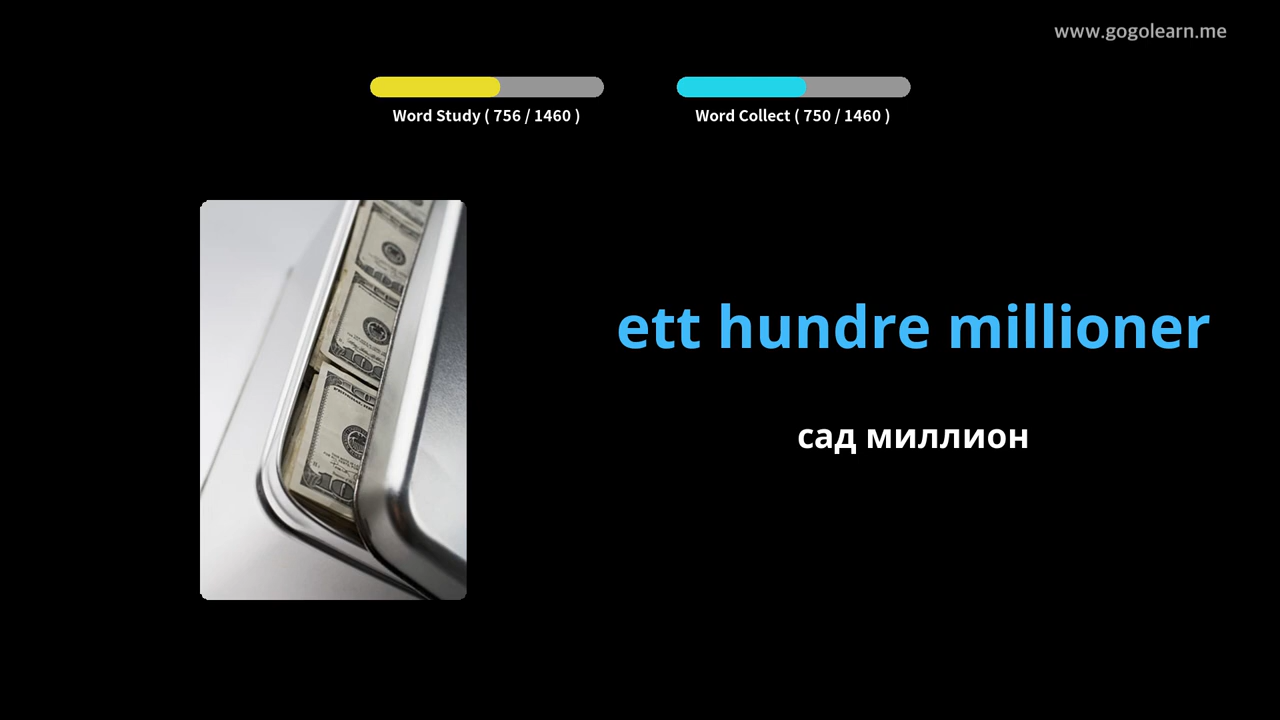 www.gogolearn.me
Word Study ( 756 / 1460 )
Word Collect ( 750 / 1460 )
ett hundre millioner
сад миллион